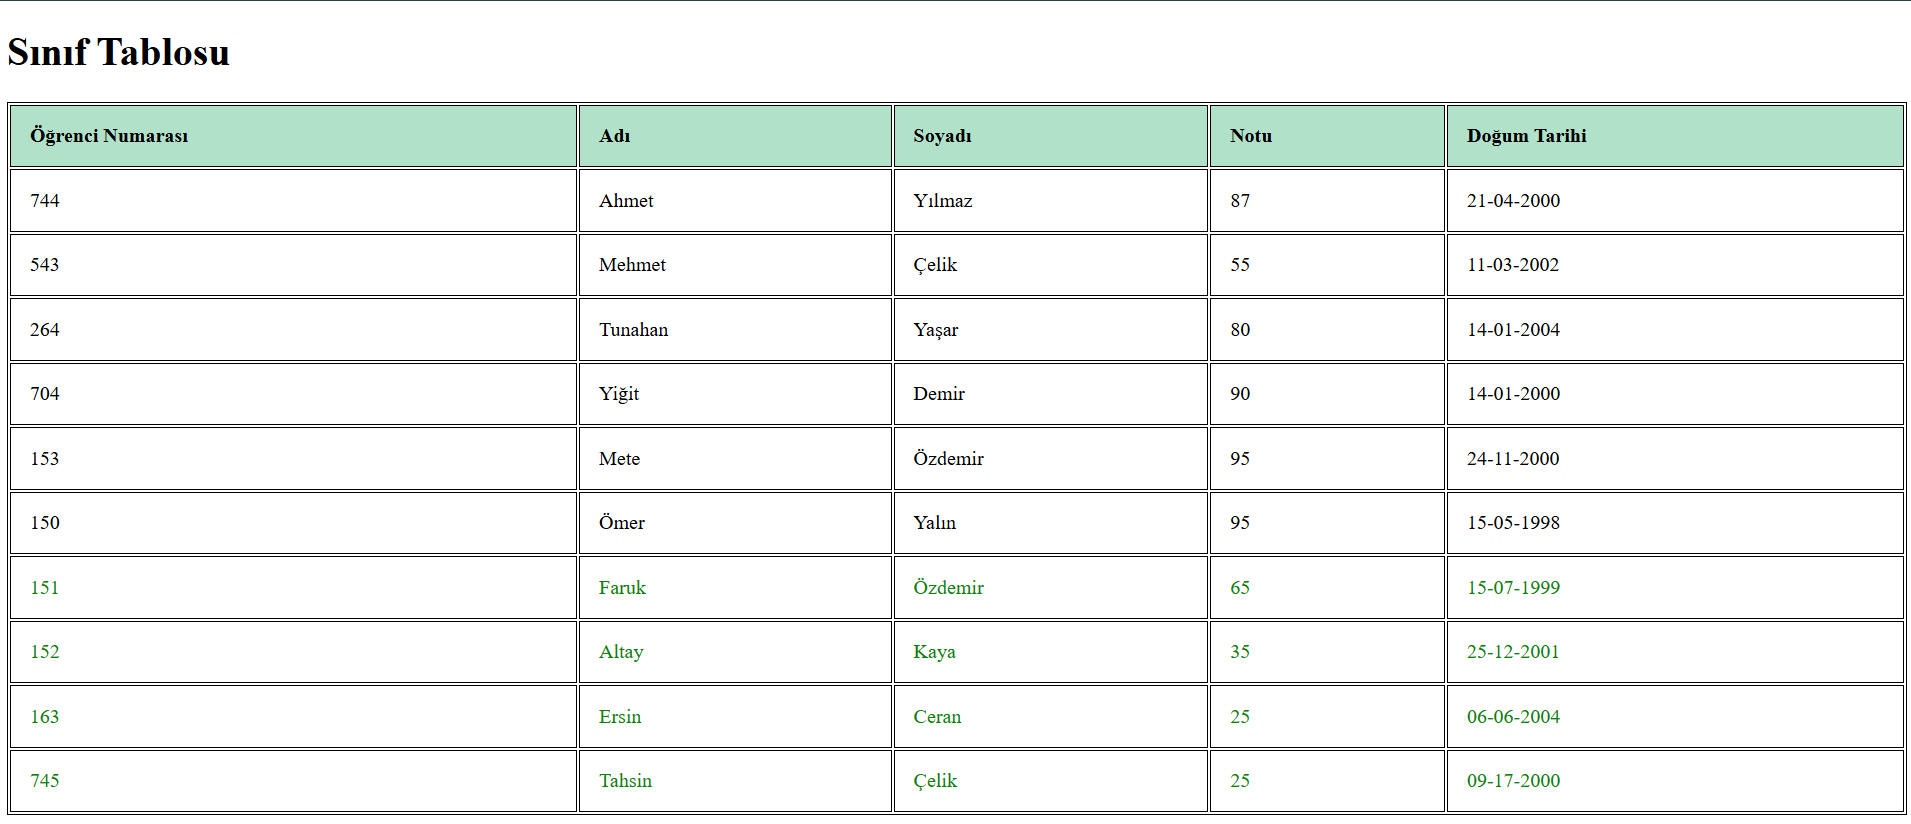 Sınıf Tablosu
Öğrenci Numarası Adı Soyadı Notu Doğum Tarihi
744 Ahmet Yılmaz 87 21-04-2000
543 Mehmet Çelik 55 11-03-2002
264 Tunahan Yaşar 80 14-01-2004
704 Yiğit Demir 90 14-01-2000
153 Mete Özdemir 95 24-11-2000
150 Ömer Yalın 95 15-05-1998
151 Faruk Özdemir 65 15-07-1999
152 Altay Kaya 35 25-12-2001
163 Ersin Ceran 25 06-06-2004
745 Tahsin Çelik 25 09-17-2000